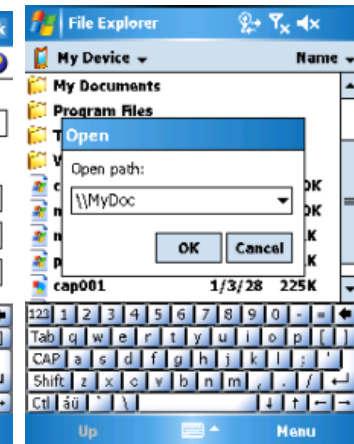 File Explorer
My Device
Name
My Documents
Program Files
Open
Open path:
\\MyDoc
OK
Cancel
cap001 1/3/28 225K
123 1 2 3 4 5 6 7 8 9 0 - =
Tab q w e r t y u i o p [ ]
CAP a s d f g h j k l ; '
Shift z x c v b n m , . /
Ctl áü ` \
Up
Menu